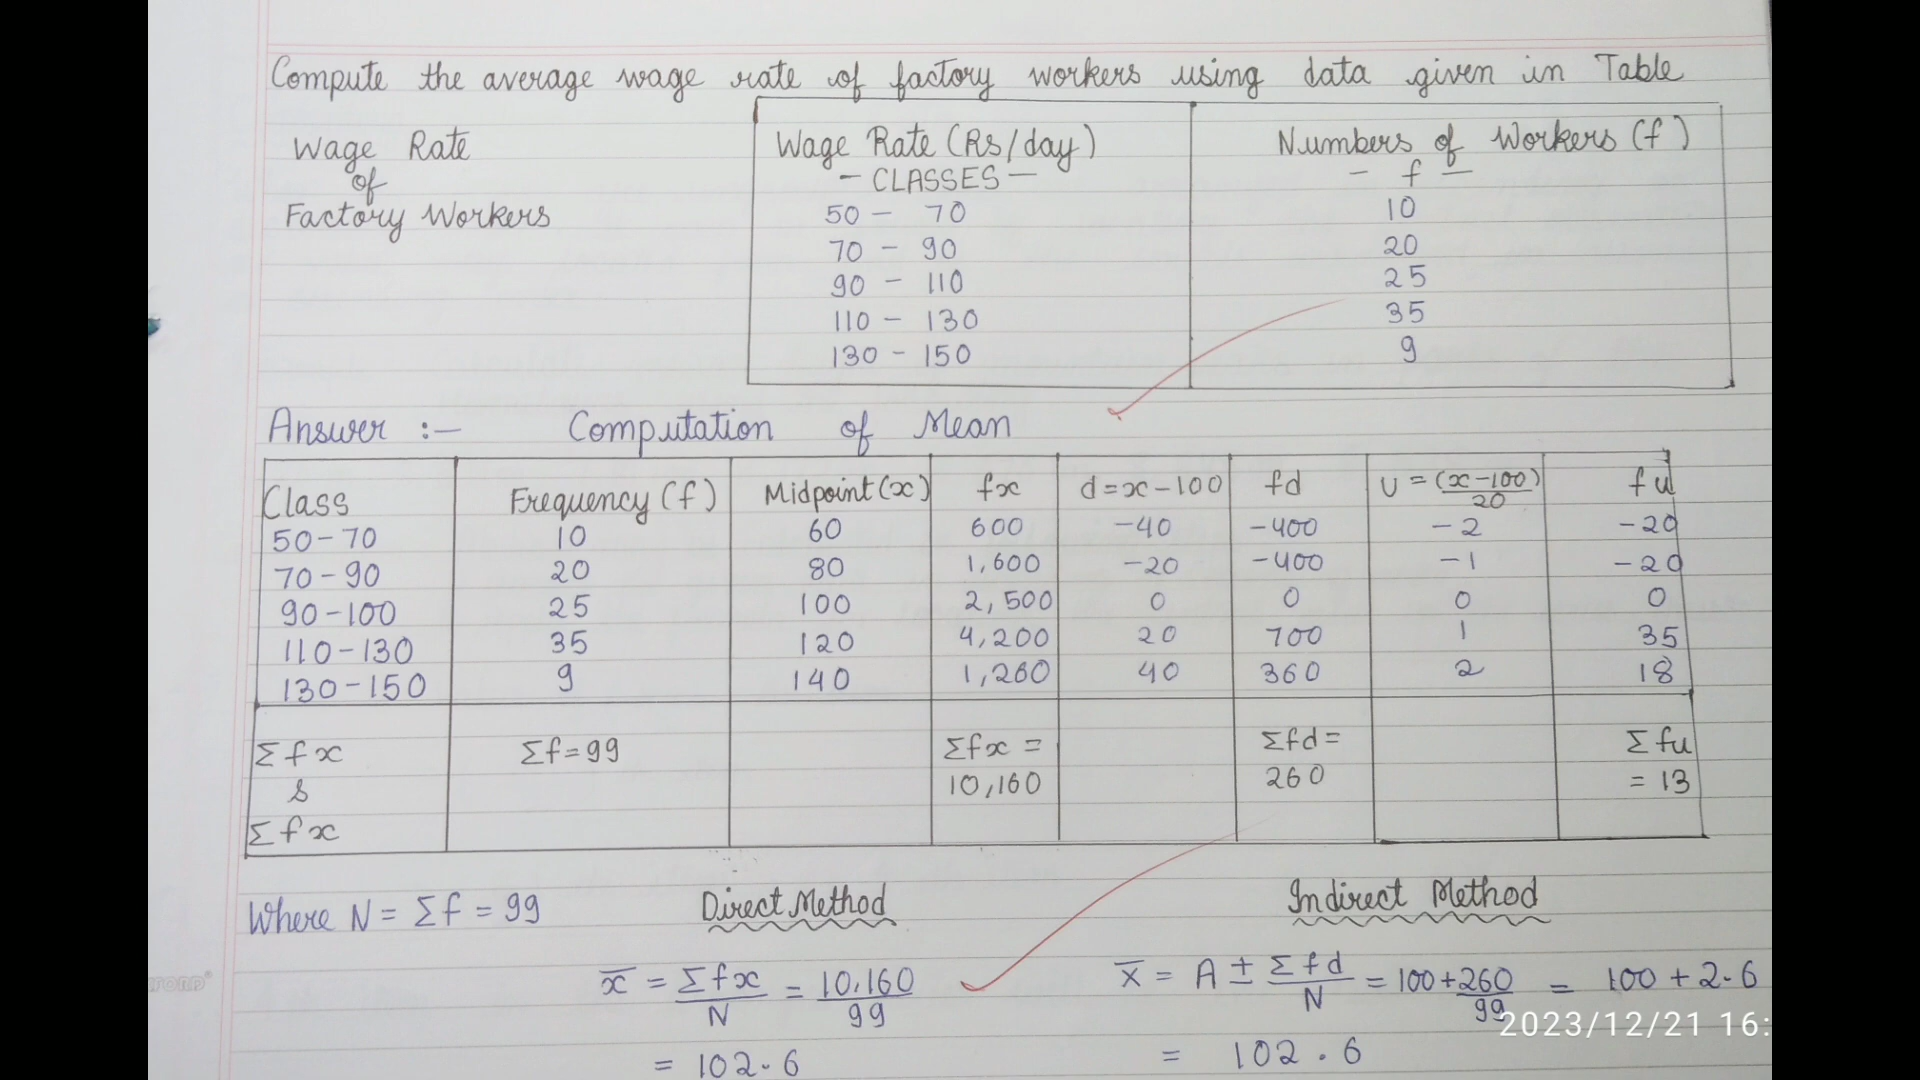 Compute the average wage rate of factory workers using data given in Table
Wage Rate of Factory Workers
Wage Rate (Rs/day) Numbers of Workers (f)
- CLASSES - - f -
50 - 70 10
70 - 90 20
90 - 110 25
110 - 130 35
130 - 150 9
Answer :- Computation of Mean
Class Frequency (f) Midpoint (x) fx d=x-100 fd U = (x-100)/20 fu
50-70 10 60 600 -40 -400 -2 -20
70-90 20 80 1,600 -20 -400 -1 -20
90-100 25 100 2,500 0 0 0 0
110-130 35 120 4,200 20 700 1 35
130-150 9 140 1,260 40 360 2 18
Σfx Σf=99 Σfx = Σfd = Σfu
s 10,160 260 = 13
Σfx
Where N = Σf = 99 Direct Method Indirect Method
x̄ = Σfx/N = 10,160/99 X̄ = A ± Σfd/N = 100+260/99 = 100 + 2.6
= 102.6 = 102.6
2023/12/21 16: